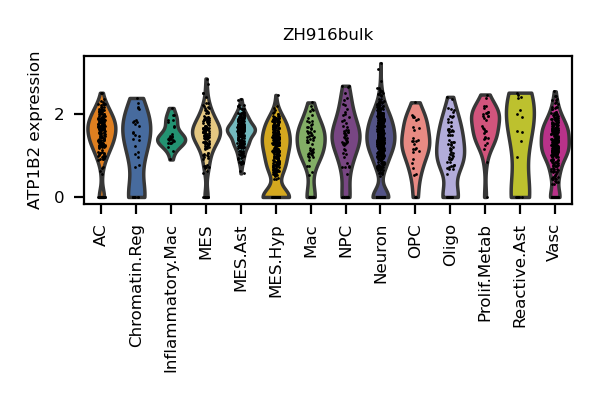 ZH916bulk
ATP1B2 expression
2
0
AC
Chromatin.Reg
Inflammatory.Mac
MES
MES.Ast
MES.Hyp
Mac
NPC
Neuron
OPC
Oligo
Prolif.Metab
Reactive.Ast
Vasc